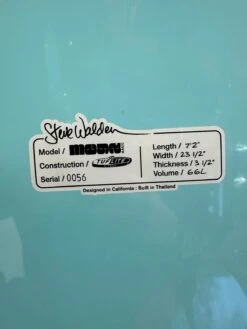 Steve Walden
Model / Length / 7'2"
Width / 23 1/2"
Construction / TUFLITE Thickness / 3 1/2"
Serial / 0056 Volume / 66L
Designed in California : Built in Thailand